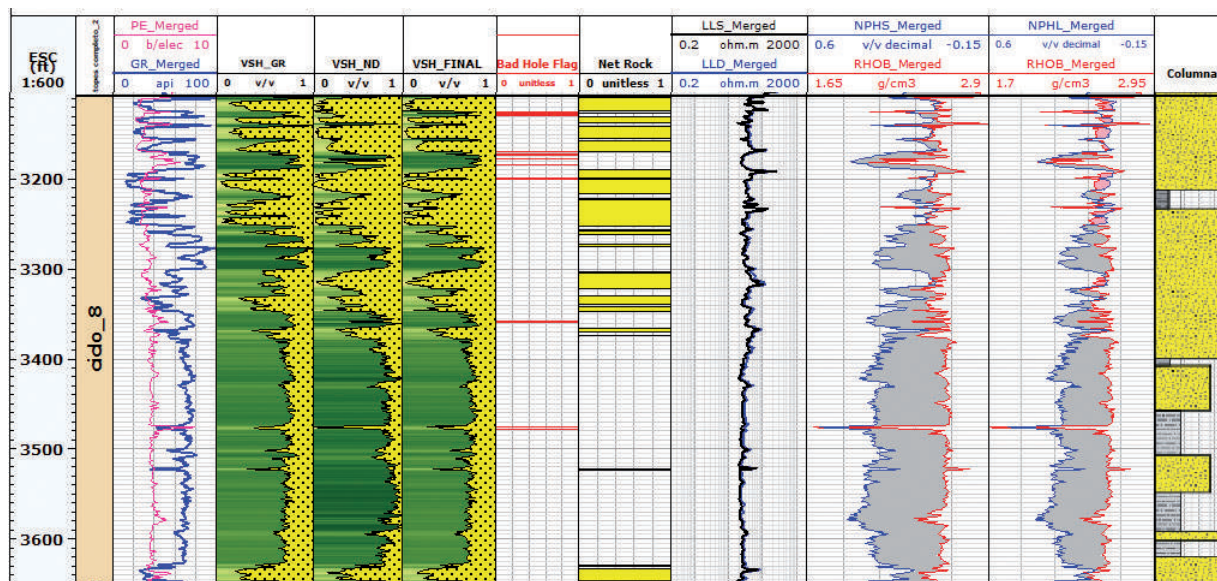 ESC
(ft)
1:600
topes completo_2
PE_Merged
0 b/elec 10
GR_Merged
0 api 100
VSH_GR
0 v/v 1
VSH_ND
0 v/v 1
VSH_FINAL
0 v/v 1
Bad Hole Flag
0 unitless 1
Net Rock
0 unitless 1
LLS_Merged
0.2 ohm.m 2000
LLD_Merged
0.2 ohm.m 2000
NPHS_Merged
0.6 v/v decimal -0.15
RHOB_Merged
1.65 g/cm3 2.9
NPHL_Merged
0.6 v/v decimal -0.15
RHOB_Merged
1.7 g/cm3 2.95
Columna
3200
3300
3400
3500
3600
cido_8